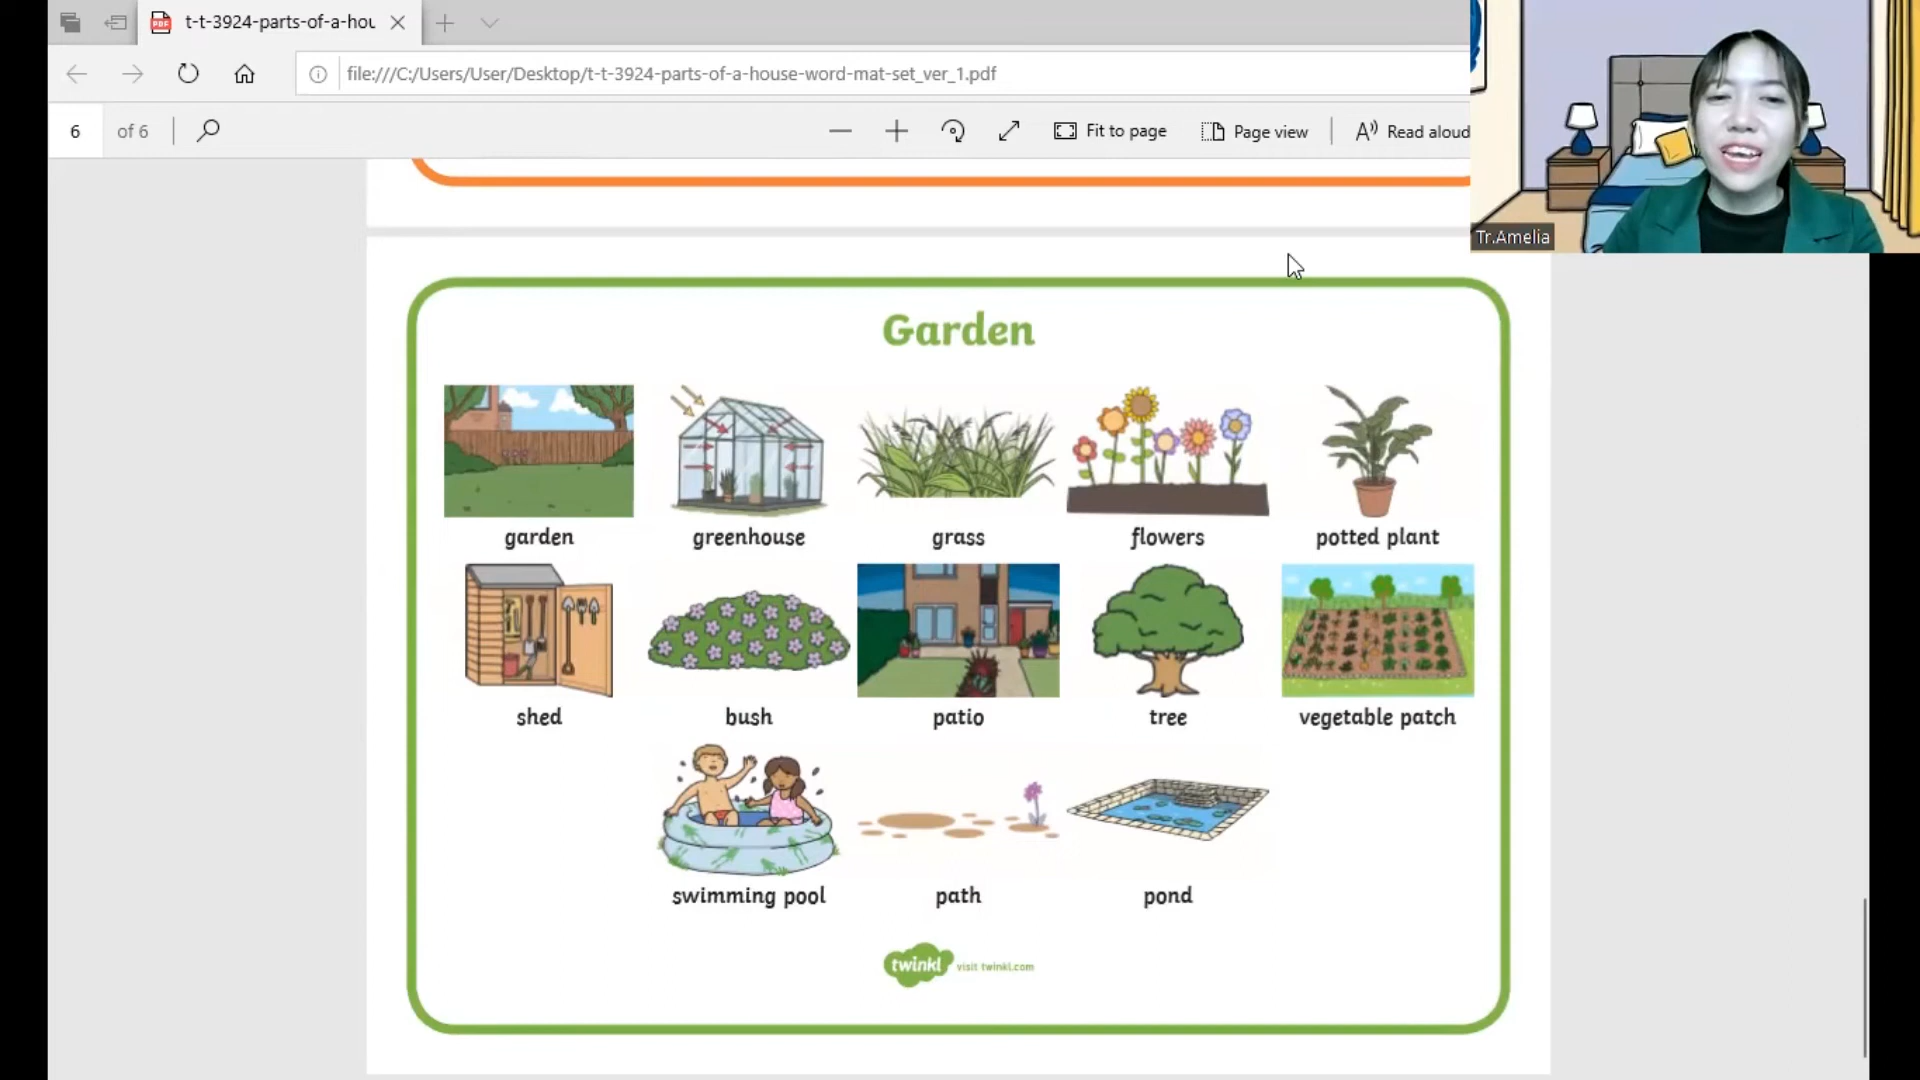 t-t-3924-parts-of-a-hou
file:///C:/Users/User/Desktop/t-t-3924-parts-of-a-house-word-mat-set_ver_1.pdf
6 of 6
Fit to page
Page view
Read aloud
Tr.Amelia
Garden
garden
greenhouse
grass
flowers
potted plant
shed
bush
patio
tree
vegetable patch
swimming pool
path
pond
twinkl visit twinkl.com